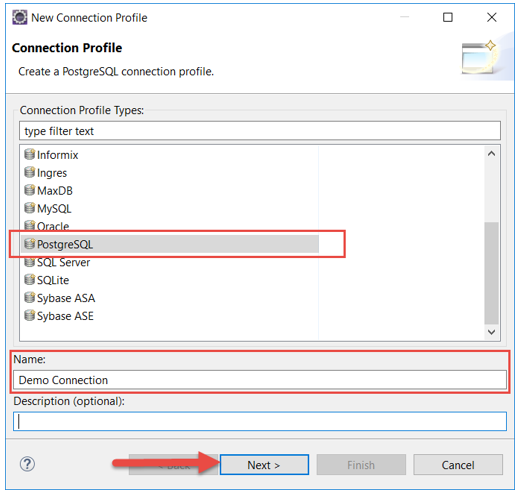 New Connection Profile
Connection Profile
Create a PostgreSQL connection profile.
Connection Profile Types:
type filter text
Informix
Ingres
MaxDB
MySQL
Oracle
PostgreSQL
SQL Server
SQLite
Sybase ASA
Sybase ASE
Name:
Demo Connection
Description (optional):
? < Back Next > Finish Cancel